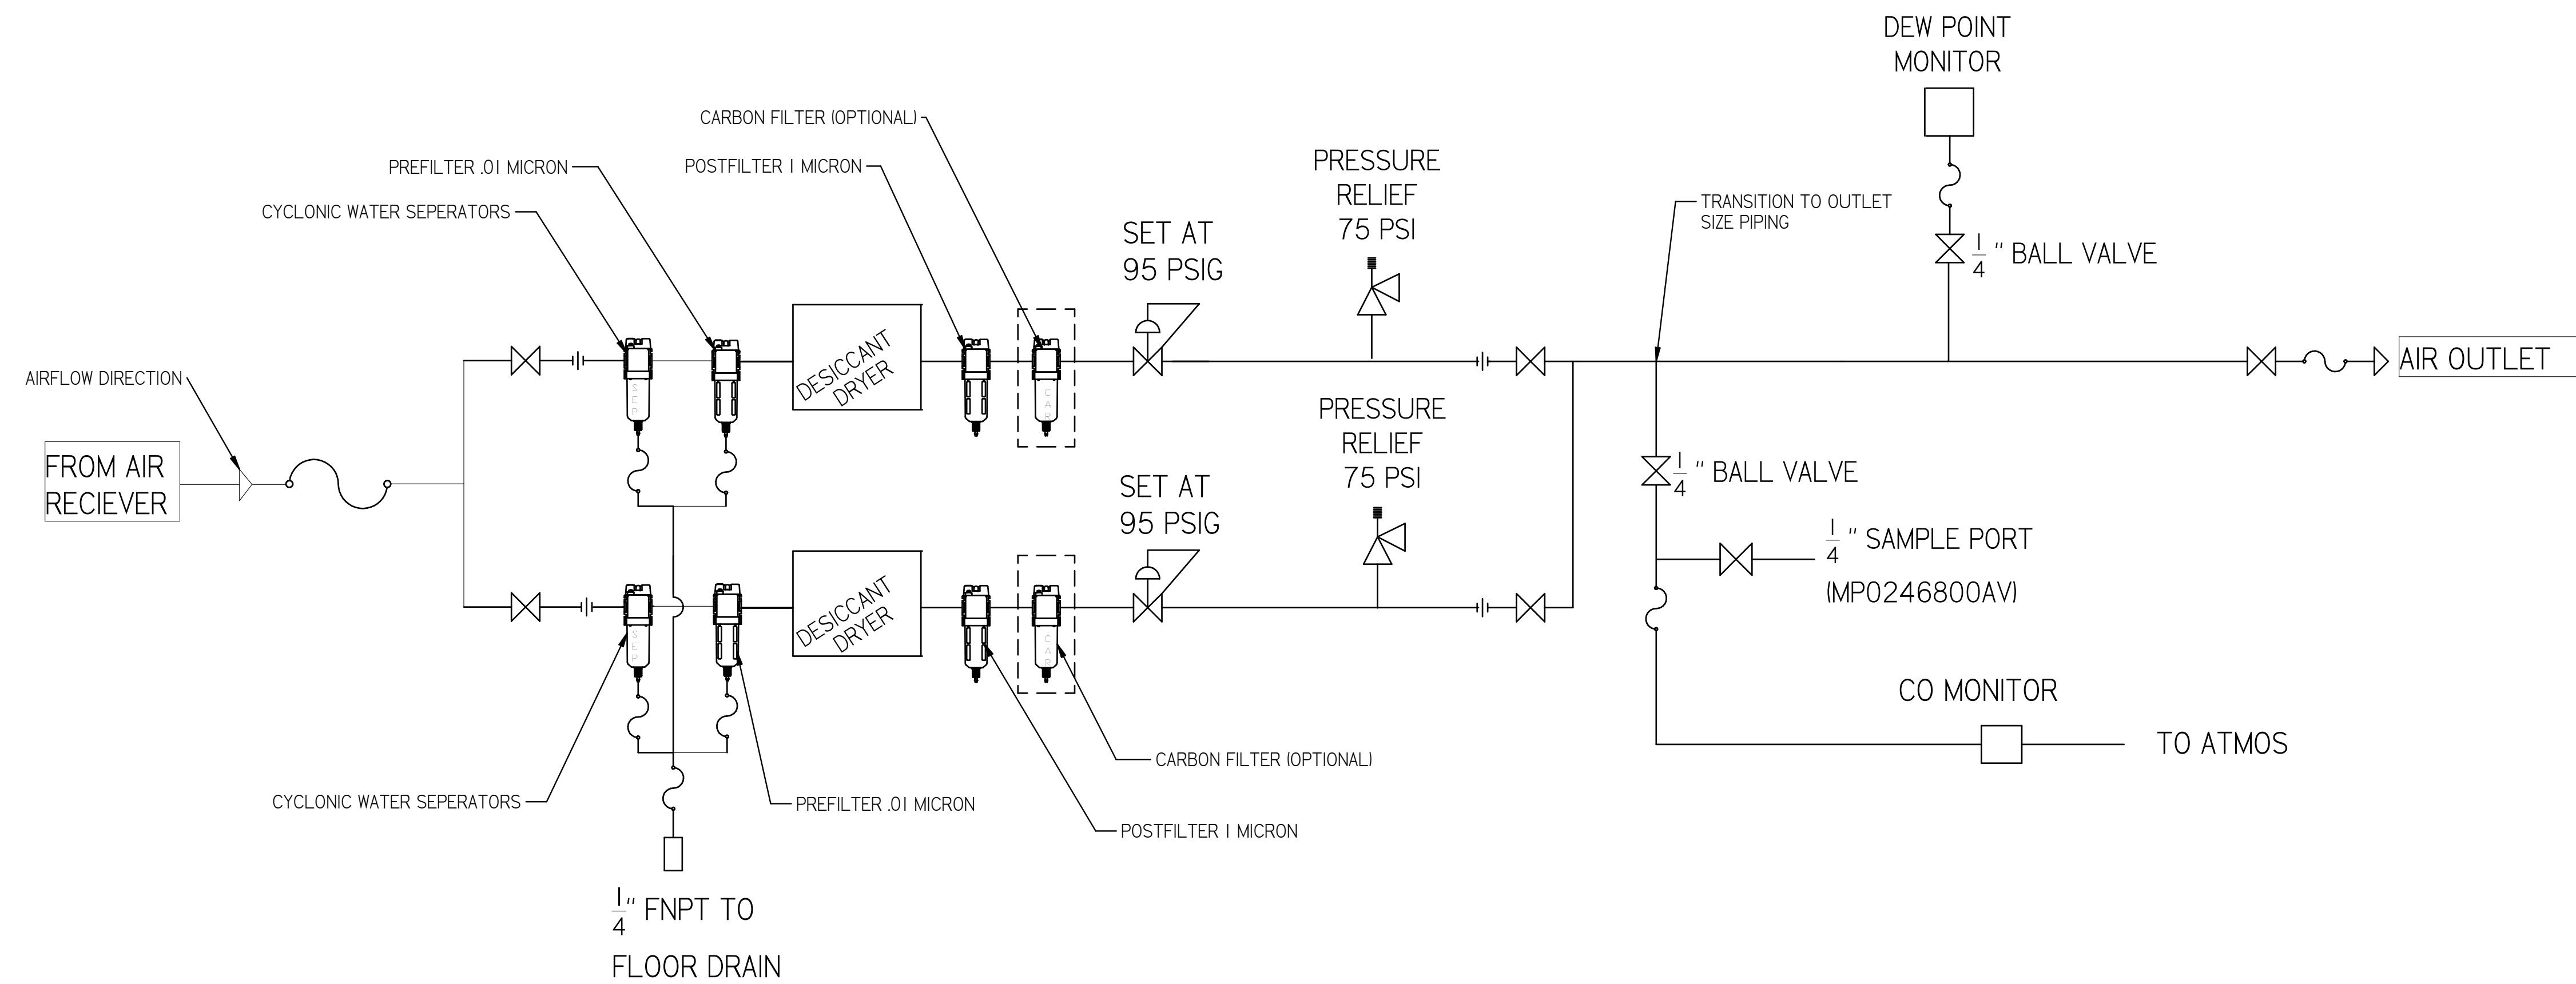 DEW POINT
MONITOR
CARBON FILTER (OPTIONAL)
PREFILTER .01 MICRON
POSTFILTER 1 MICRON
CYCLONIC WATER SEPERATORS
PRESSURE
RELIEF
75 PSI
TRANSITION TO OUTLET
SIZE PIPING
SET AT
95 PSIG
1/4 " BALL VALVE
AIRFLOW DIRECTION
SEP
DESICCANT
DRYER
CAR
AIR OUTLET
FROM AIR
RECIEVER
PRESSURE
RELIEF
75 PSI
1/4 " BALL VALVE
SET AT
95 PSIG
1/4 " SAMPLE PORT
(MP0246800AV)
SEP
DESICCANT
DRYER
CAR
CO MONITOR
TO ATMOS
CARBON FILTER (OPTIONAL)
CYCLONIC WATER SEPERATORS
PREFILTER .01 MICRON
POSTFILTER 1 MICRON
1/4" FNPT TO
FLOOR DRAIN